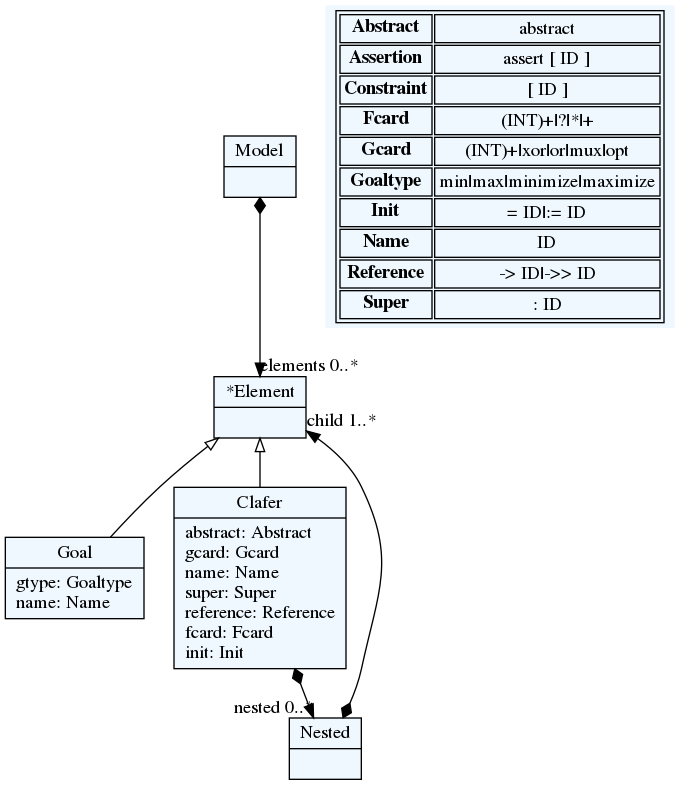 Abstract abstract
Assertion assert [ ID ]
Constraint [ ID ]
Fcard (INT)+|?|*|+
Gcard (INT)+|xor|or|mux|opt
Goaltype min|max|minimize|maximize
Init = ID|:= ID
Name ID
Reference -> ID|->> ID
Super : ID
Model
elements 0..*
*Element
child 1..*
Goal
gtype: Goaltype
name: Name
Clafer
abstract: Abstract
gcard: Gcard
name: Name
super: Super
reference: Reference
fcard: Fcard
init: Init
nested 0..*
Nested